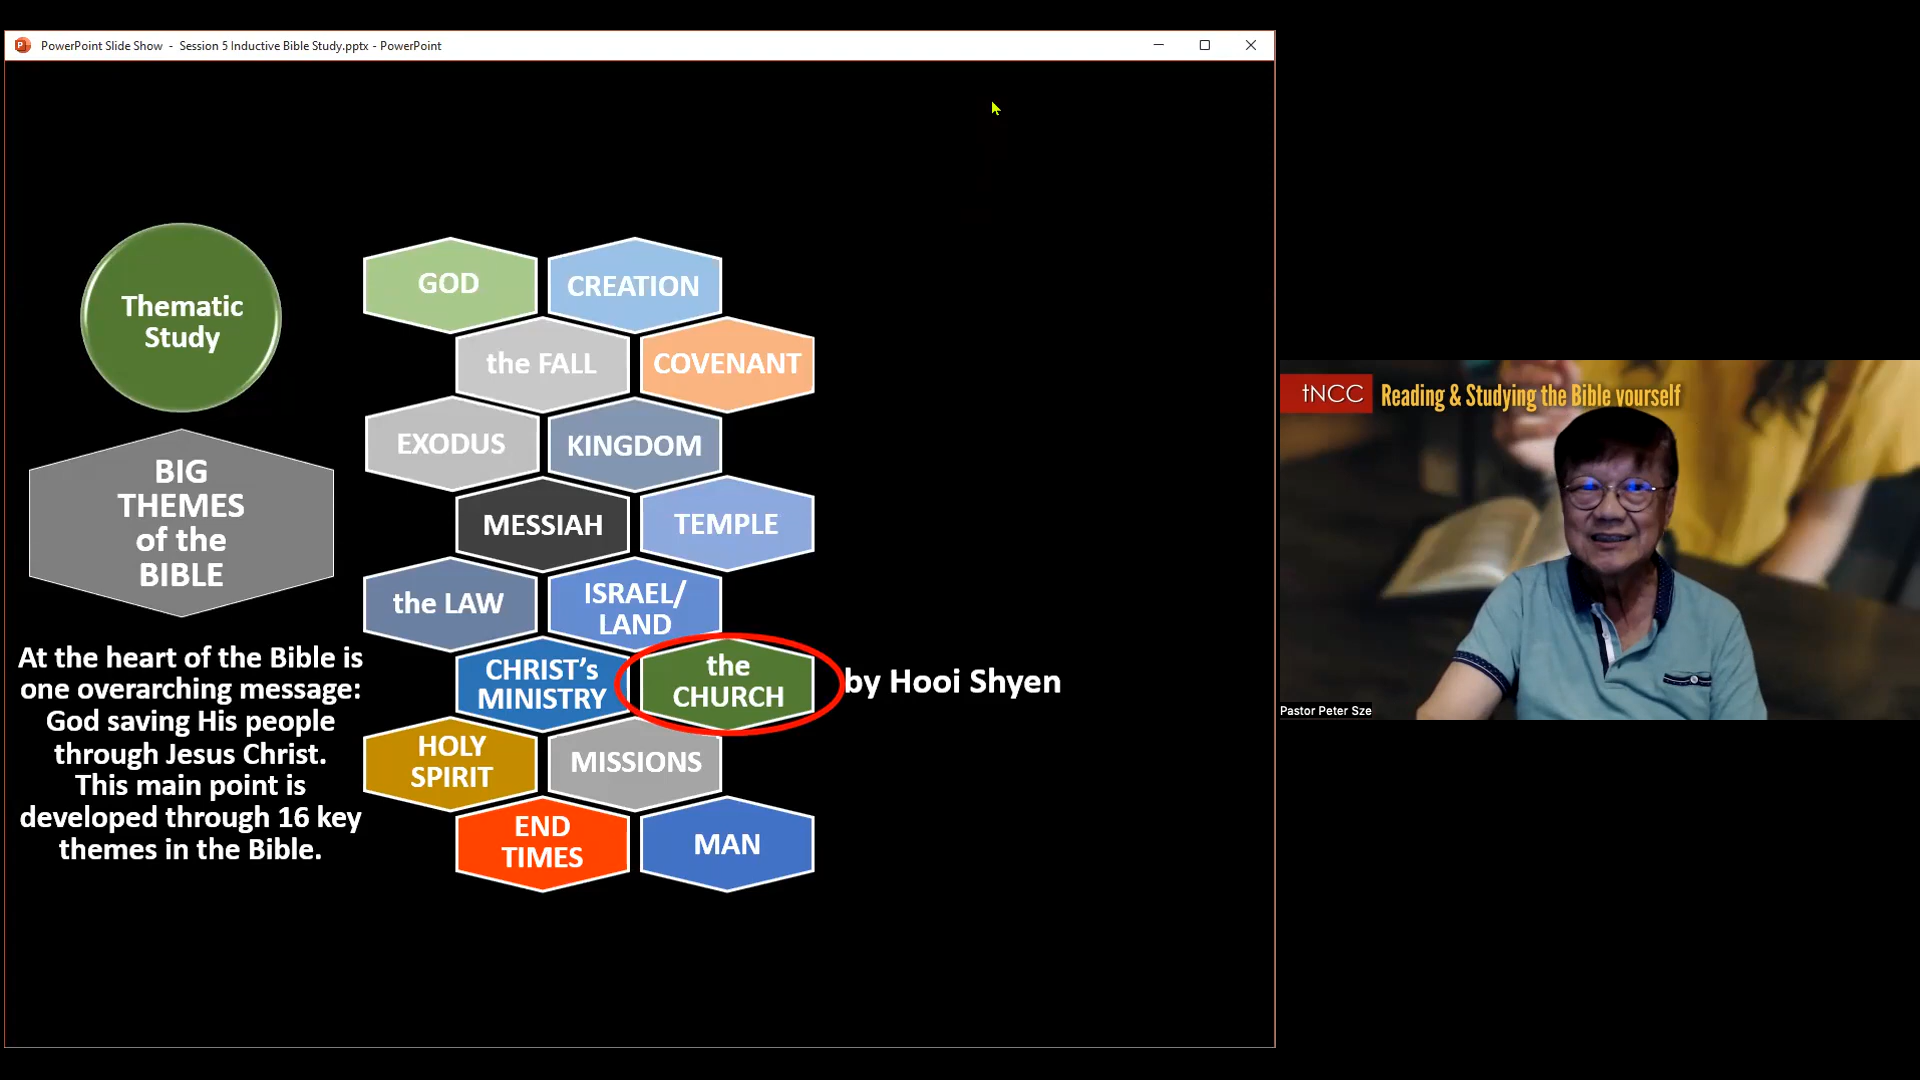 PowerPoint Slide Show - Session 5 Inductive Bible Study.pptx - PowerPoint
Thematic
Study
BIG
THEMES
of the
BIBLE
At the heart of the Bible is
one overarching message:
God saving His people
through Jesus Christ.
This main point is
developed through 16 key
themes in the Bible.
GOD
CREATION
the FALL
COVENANT
EXODUS
KINGDOM
MESSIAH
TEMPLE
the LAW
ISRAEL/
LAND
CHRIST's
MINISTRY
the
CHURCH
by Hooi Shyen
HOLY
SPIRIT
MISSIONS
END
TIMES
MAN
tNCC
Reading & Studying the Bible yourself
Pastor Peter Sze